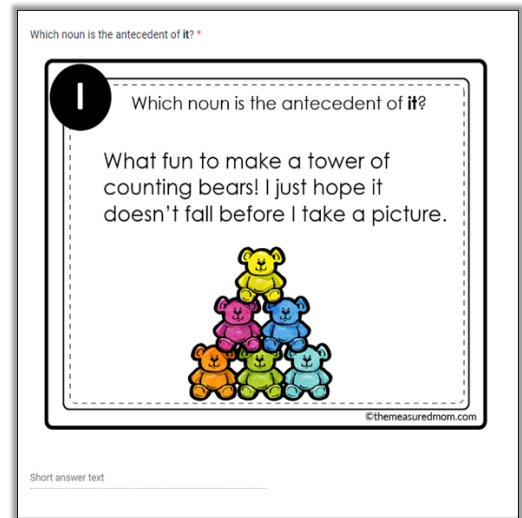 Which noun is the antecedent of it? *
1
Which noun is the antecedent of it?
What fun to make a tower of
counting bears! I just hope it
doesn't fall before I take a picture.
©themeasuredmom.com
Short answer text